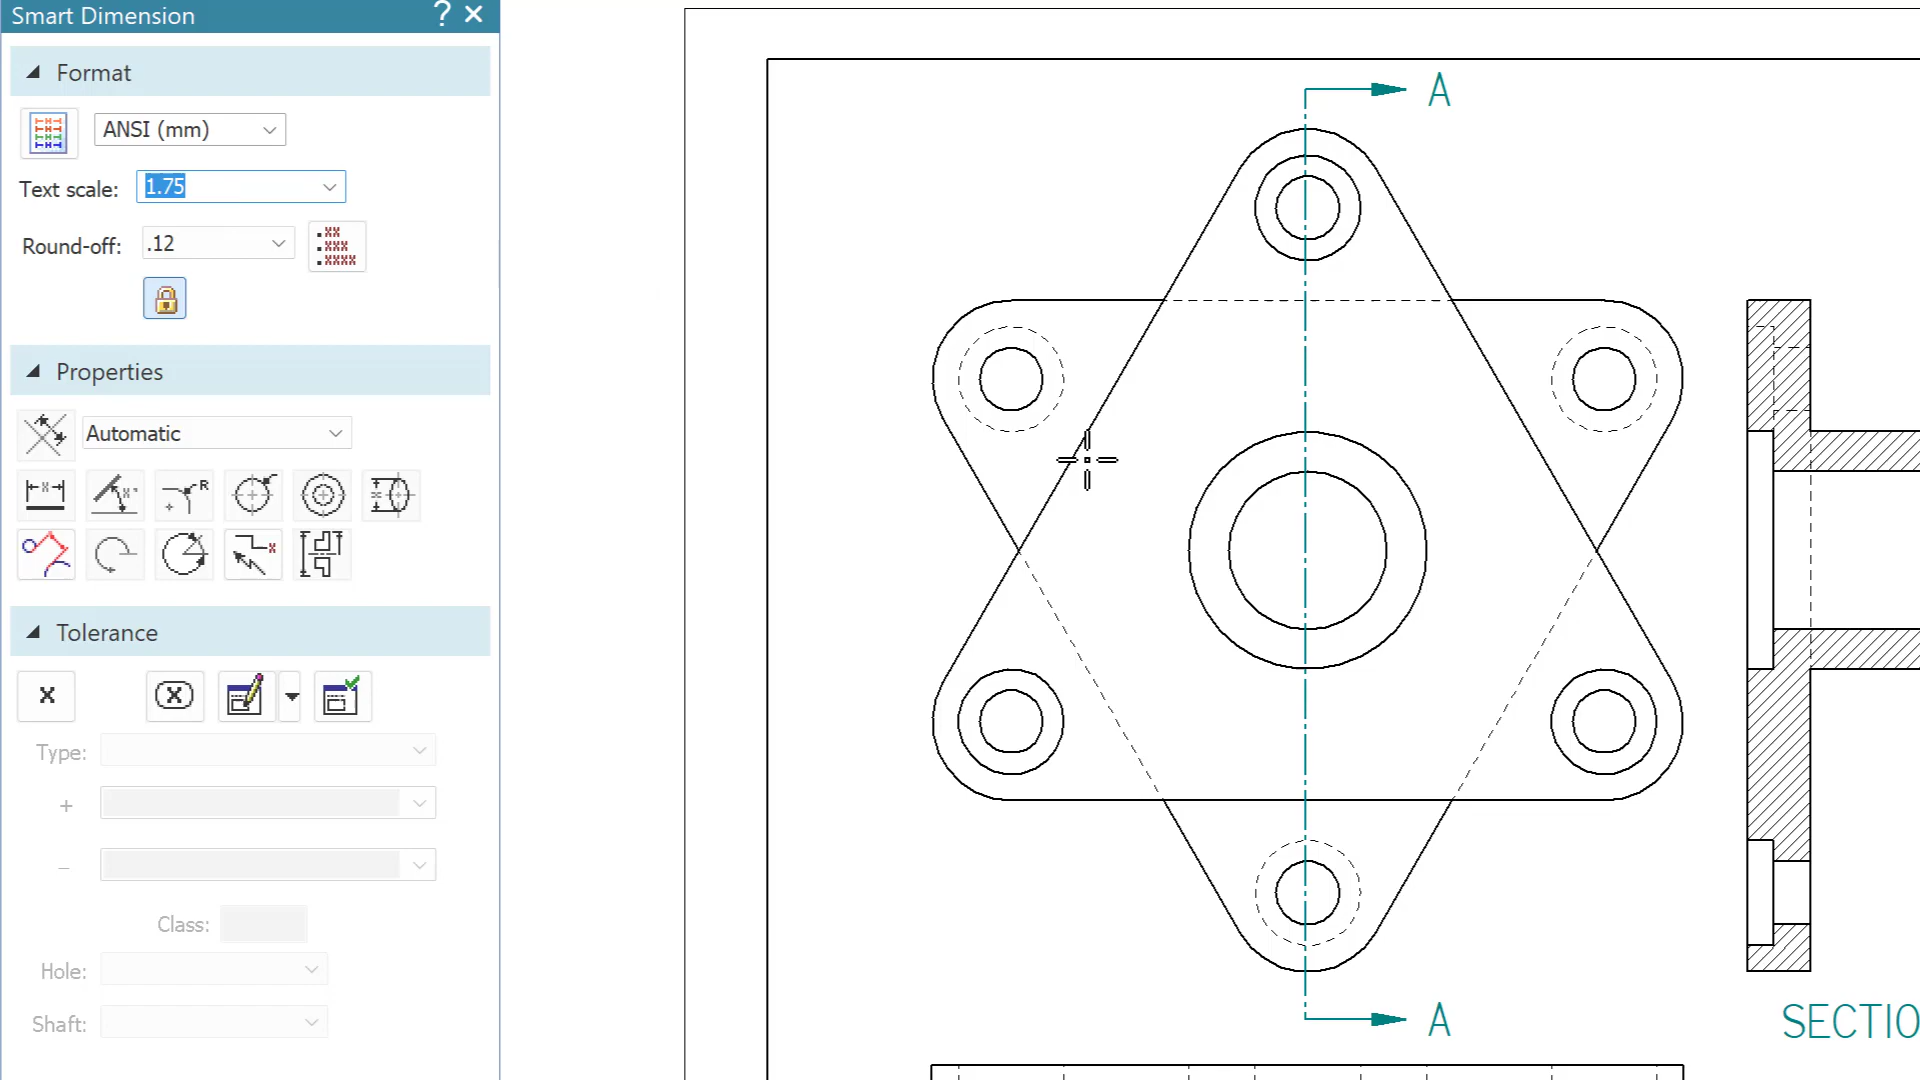 Smart Dimension ?
Format
ANSI (mm)
Text scale: 1.75
Round-off: .12
Properties
Automatic
Tolerance
x (x)
Type:
+
–
Class:
Hole:
Shaft:
A
A
SECTIO